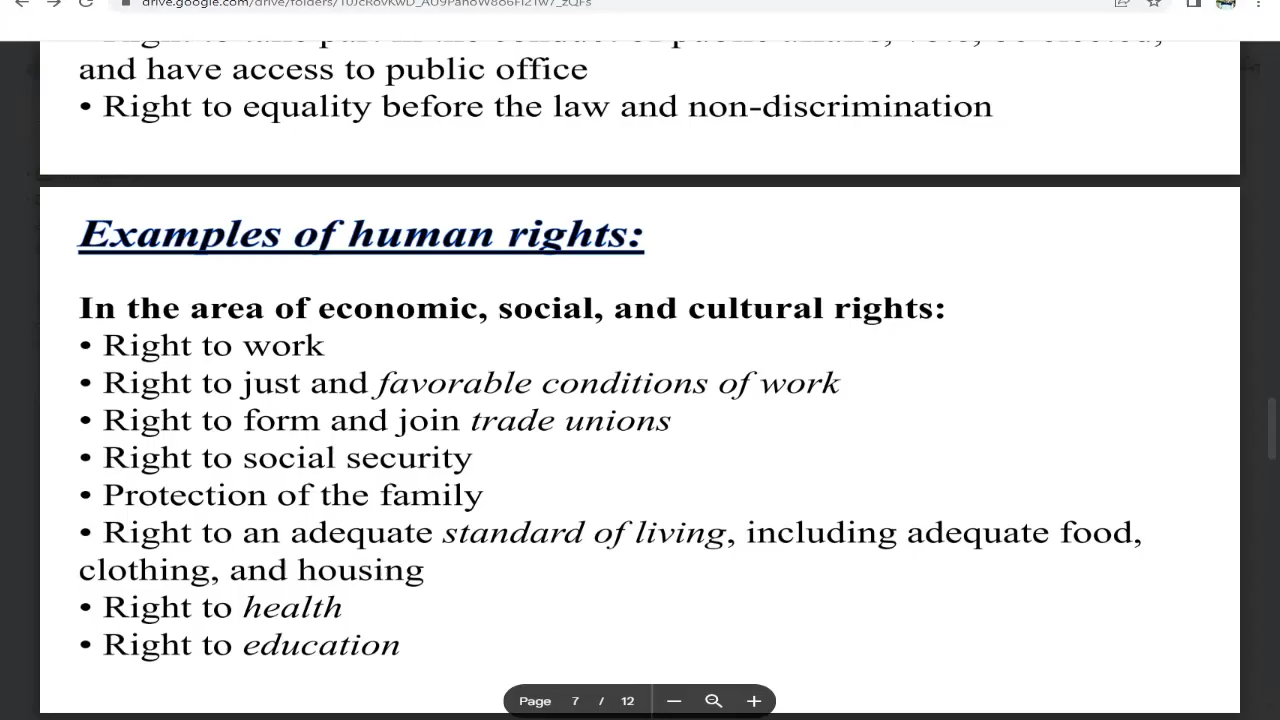 and have access to public office
• Right to equality before the law and non-discrimination
Examples of human rights:
In the area of economic, social, and cultural rights:
• Right to work
• Right to just and favorable conditions of work
• Right to form and join trade unions
• Right to social security
• Protection of the family
• Right to an adequate standard of living, including adequate food,
clothing, and housing
• Right to health
• Right to education
Page 7 / 12